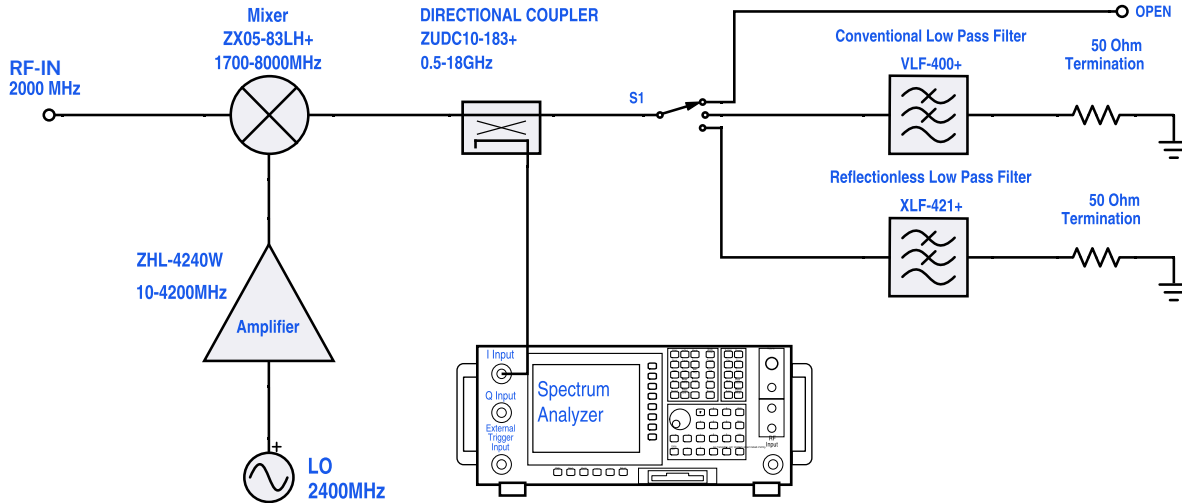 Mixer
ZX05-83LH+
1700-8000MHz
DIRECTIONAL COUPLER
ZUDC10-183+
0.5-18GHz
OPEN
Conventional Low Pass Filter
VLF-400+
50 Ohm
Termination
RF-IN
2000 MHz
S1
Reflectionless Low Pass Filter
XLF-421+
50 Ohm
Termination
ZHL-4240W
10-4200MHz
Amplifier
I Input
Q Input
External
Trigger
Input
Spectrum
Analyzer
RF
Input
LO
2400MHz